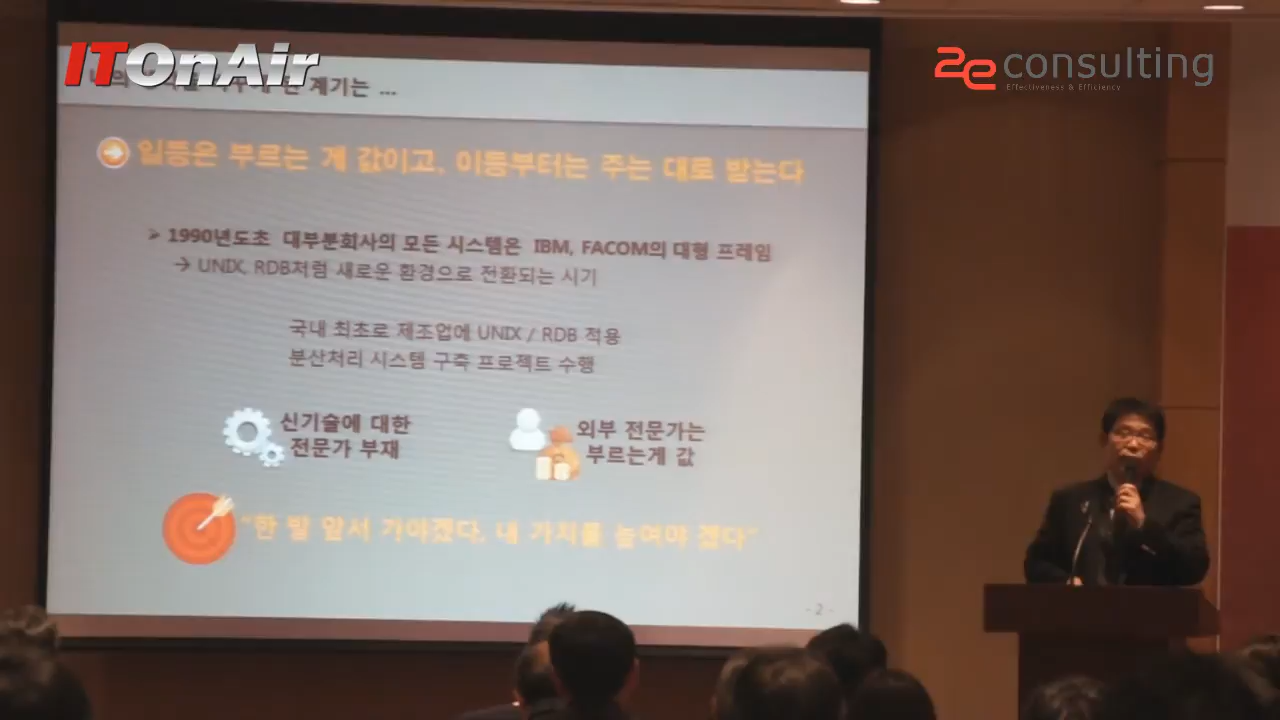 ITOnAir
2e consulting
Effectiveness & Efficiency
계기는 ...
일등은 부르는 게 값이고, 이등부터는 주는 대로 받는다
1990년도초 대부분회사의 모든 시스템은 IBM, FACOM의 대형 프레임
→ UNIX, RDB처럼 새로운 환경으로 전환되는 시기
국내 최초로 제조업에 UNIX / RDB 적용
분산처리 시스템 구축 프로젝트 수행
신기술에 대한
전문가 부재
외부 전문가는
부르는게 값
"한 발 앞서 가야겠다, 내 가치를 높여야 겠다"
- 2 -